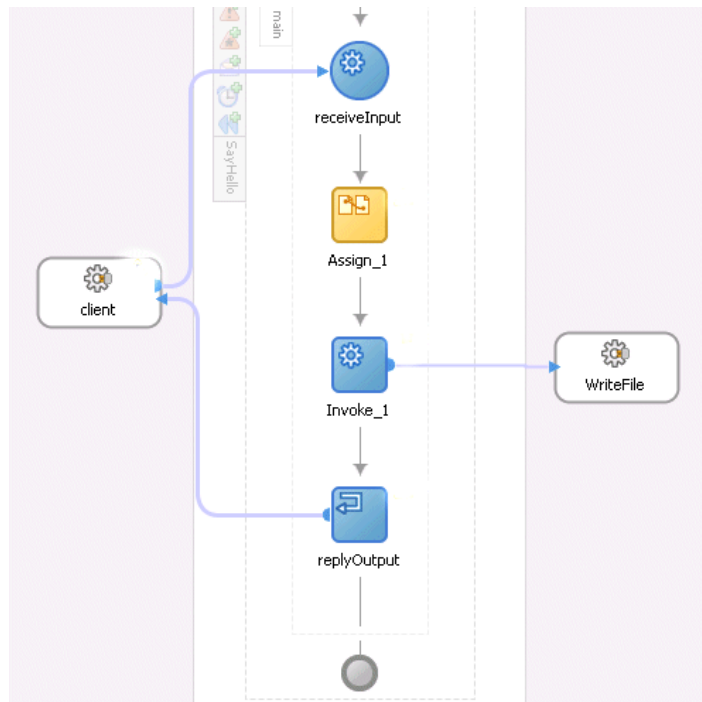 main
receiveInput
SayHello
Assign_1
client
Invoke_1
WriteFile
replyOutput